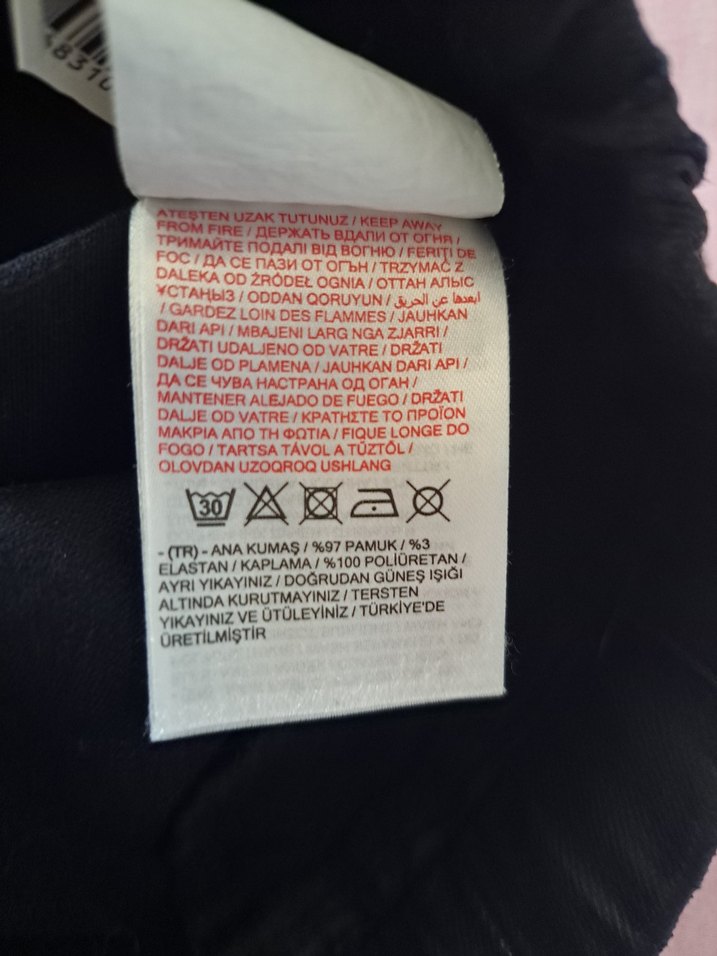 48310
ATEŞTEN UZAK TUTUNUZ / KEEP AWAY
FROM FIRE / ДЕРЖАТЬ ВДАЛИ ОТ ОГНЯ /
ТРИМАЙТЕ ПОДАЛІ ВІД ВОГНЮ / FERIȚI DE
FOC / ДА СЕ ПАЗИ ОТ ОГЪН / TRZYMAĆ Z
DALEKA OD ŹRÓDEŁ OGNIA / ОТТАН АЛЫС
ҰСТАҢЫЗ / ODDAN QORUYUN / ابعدها عن الحريق
/ GARDEZ LOIN DES FLAMMES / JAUHKAN
DARI API / MBAJENI LARG NGA ZJARRI /
DRŽATI UDALJENO OD VATRE / DRŽATI
DALJE OD PLAMENA / JAUHKAN DARI API /
ДА СЕ ЧУВА НАСТРАНА ОД ОГАН /
MANTENER ALEJADO DE FUEGO / DRŽATI
DALJE OD VATRE / ΚΡΑΤΗΣΤΕ ΤΟ ΠΡΟΪΟΝ
ΜΑΚΡΙΑ ΑΠΟ ΤΗ ΦΩΤΙΑ / FIQUE LONGE DO
FOGO / TARTSA TÁVOL A TŰZTŐL /
OLOVDAN UZOQROQ USHLANG
30
- (TR) - ANA KUMAŞ / %97 PAMUK / %3
ELASTAN / KAPLAMA / %100 POLİÜRETAN /
AYRI YIKAYINIZ / DOĞRUDAN GÜNEŞ IŞIĞI
ALTINDA KURUTMAYINIZ / TERSTEN
YIKAYINIZ VE ÜTÜLEYİNİZ / TÜRKİYE'DE
ÜRETİLMİŞTİR